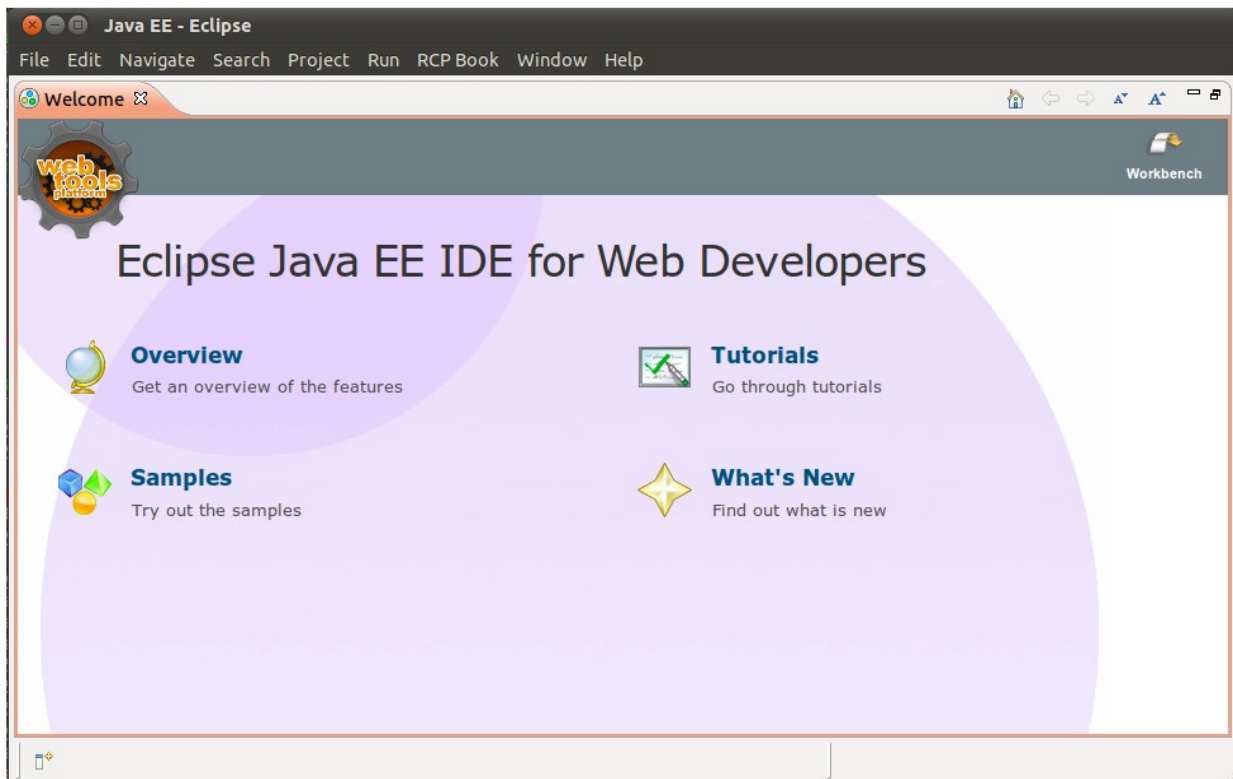 Java EE - Eclipse
File Edit Navigate Search Project Run RCP Book Window Help
Welcome
web
tools
platform
Workbench
Eclipse Java EE IDE for Web Developers
Overview
Get an overview of the features
Tutorials
Go through tutorials
Samples
Try out the samples
What's New
Find out what is new